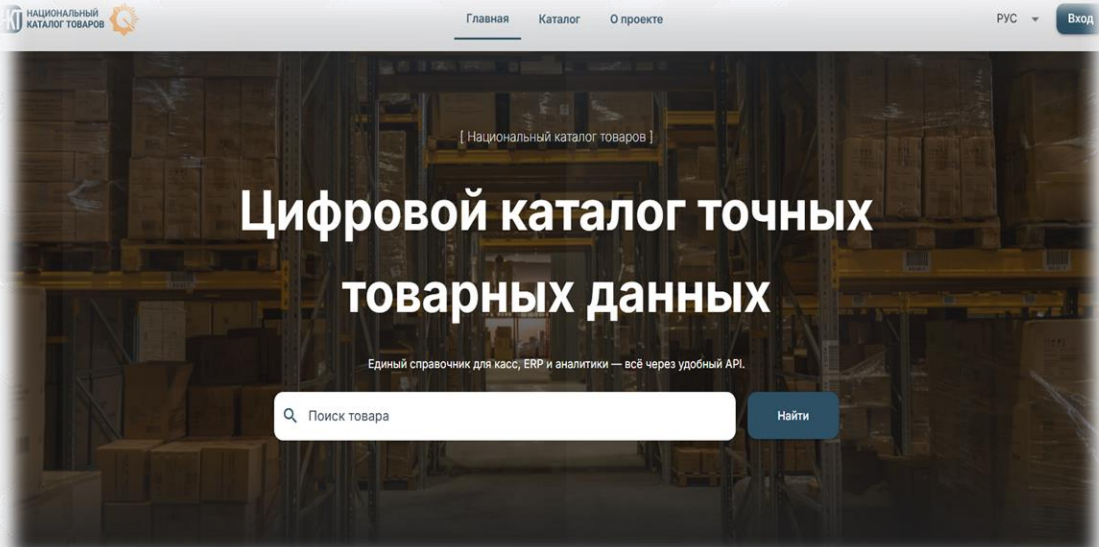 НАЦИОНАЛЬНЫЙ
КАТАЛОГ ТОВАРОВ
Главная
Каталог
О проекте
РУС
Вход
[ Национальный каталог товаров ]
Цифровой каталог точных
товарных данных
Единый справочник для касс, ERP и аналитики — всё через удобный API.
Поиск товара
Найти